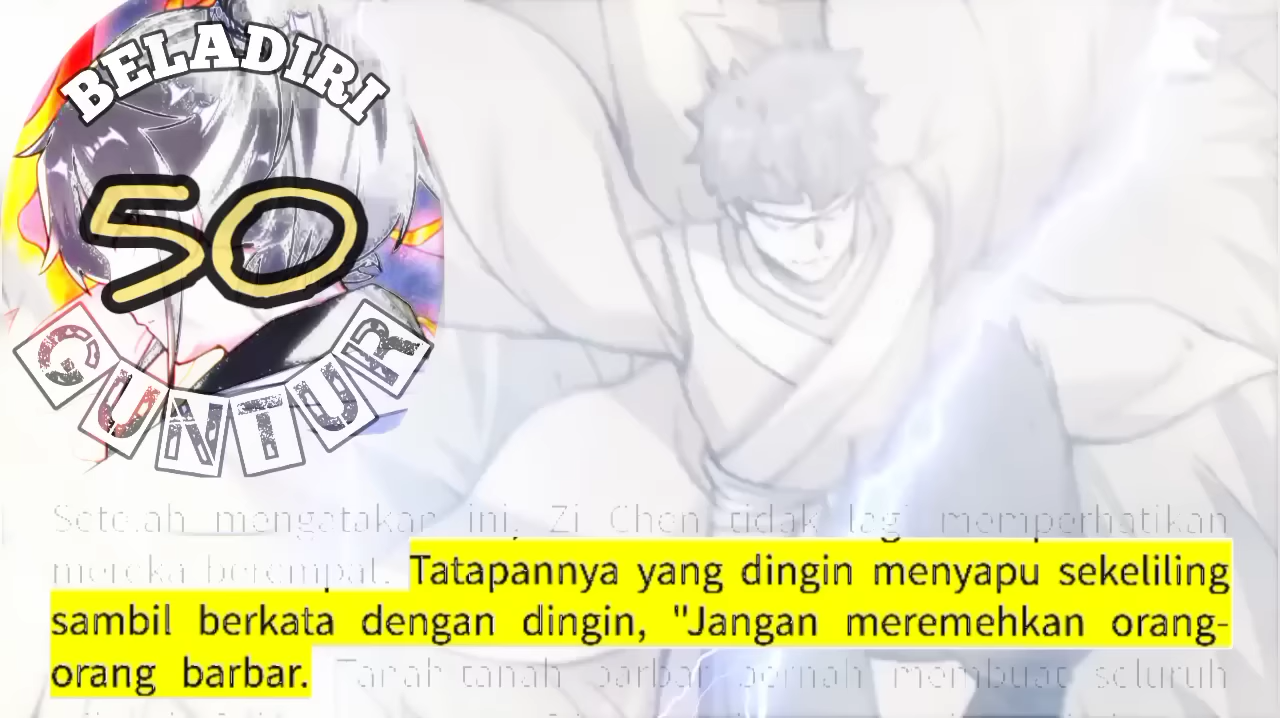 BELADIRI
50
GUNTUR
Setelah mengatakan ini, Zi Chen tidak lagi memperhatikan
mereka berempat. Tatapannya yang dingin menyapu sekeliling
sambil berkata dengan dingin, "Jangan meremehkan orang-
orang barbar. Tanah-tanah barbar pernah membuat seluruh